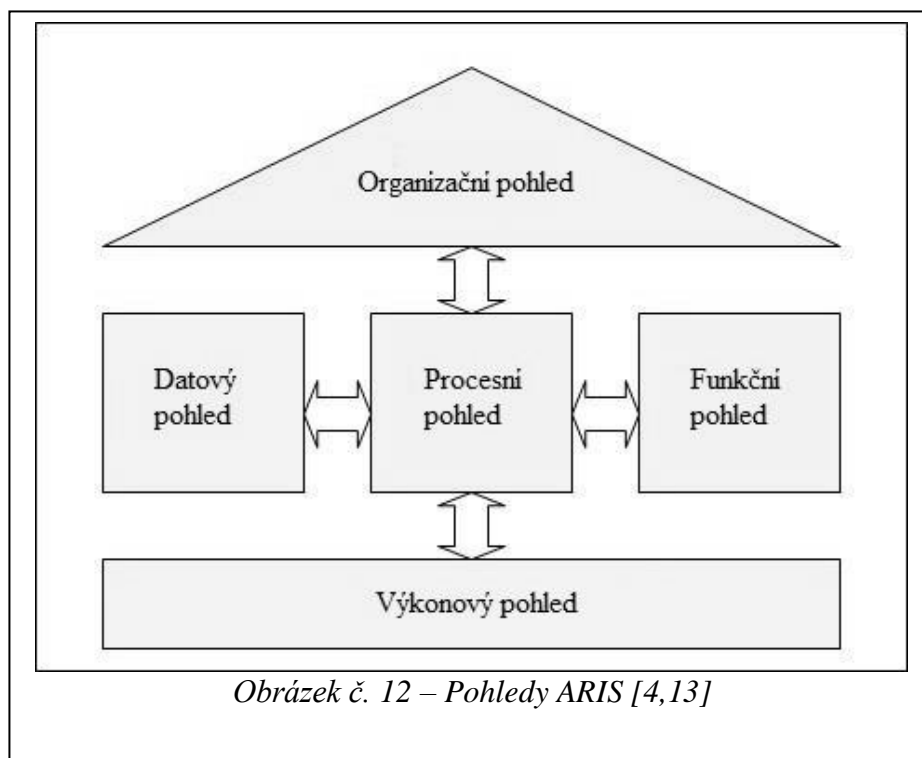 Organizační pohled
Datový
pohled
Procesní
pohled
Funkční
pohled
Výkonový pohled
Obrázek č. 12 – Pohledy ARIS [4,13]